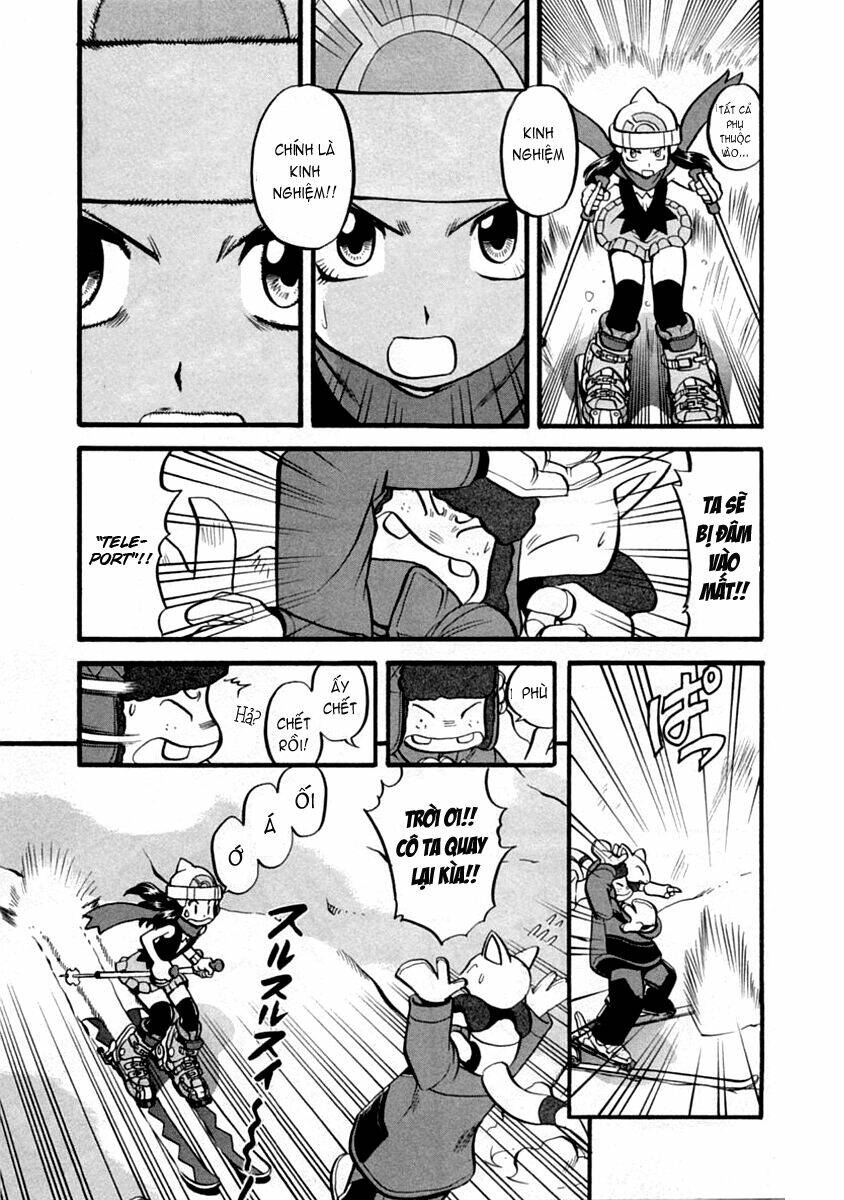 TẤT CẢ
PHỤ
THUỘC
VÀO...
KINH
NGHIỆM
CHÍNH LÀ
KINH
NGHIỆM!!
TA SẼ
BỊ ĐÂM
VÀO
MẤT!!
"TELE-
PORT"!!
ぱっ
PHÙ
ẤY
CHẾT
CHẾT
RỒI!
HẢ?
TRỜI ƠI!!
CÔ TA QUAY
LẠI KÌA!!
ỐI
Á
Ớ
スルスルスイ〜〜